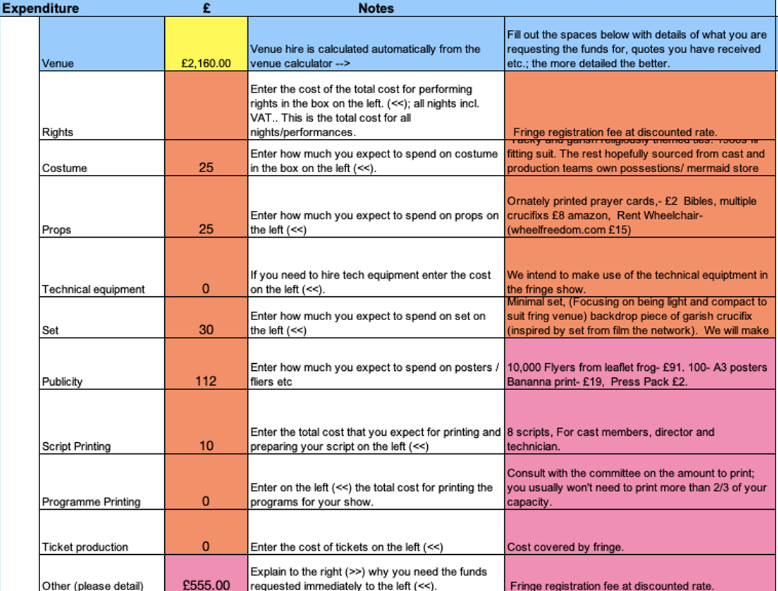 Expenditure £ Notes
Venue £2,160.00
Venue hire is calculated automatically from the
venue calculator -->
Fill out the spaces below with details of what you are
requesting the funds for, quotes you have received
etc.; the more detailed the better.
Rights
Enter the cost of the total cost for performing
rights in the box on the left. (<<); all nights incl.
VAT.. This is the total cost for all
nights/performances.
Fringe registration fee at discounted rate.
Costume 25
Enter how much you expect to spend on costume
in the box on the left (<<).
fitting suit. The rest hopefully sourced from cast and
production teams own possestions/ mermaid store
Props 25
Enter how much you expect to spend on props on
the left (<<)
Ornately printed prayer cards,- £2 Bibles, multiple
crucifixs £8 amazon, Rent Wheelchair-
(wheelfreedom.com £15)
Technical equipment 0
If you need to hire tech equipment enter the cost
on the left (<<).
We intend to make use of the technical equiptment in
the fringe show.
Set 30
Enter how much you expect to spend on set on
the left (<<)
Minimal set, (Focusing on being light and compact to
suit fring venue) backdrop piece of garish crucifix
(inspired by set from film the network). We will make
Publicity 112
Enter how much you expect to spend on posters /
fliers etc
10,000 Flyers from leaflet frog- £91. 100- A3 posters
Bananna print- £19, Press Pack £2.
Script Printing 10
Enter the total cost that you expect for printing and
preparing your script on the left (<<)
8 scripts, For cast members, director and
technician.
Programme Printing 0
Enter on the left (<<) the total cost for printing the
programs for your show.
Consult with the committee on the amount to print;
you usually won't need to print more than 2/3 of your
capacity.
Ticket production 0
Enter the cost of tickets on the left (<<)
Cost covered by fringe.
Other (please detail) £555.00
Explain to the right (>>) why you need the funds
requested immediately to the left (<<).
Fringe registration fee at discounted rate.